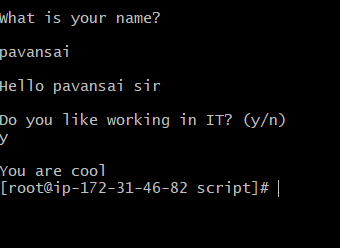 What is your name?
pavansai
Hello pavansai sir
Do you like working in IT? (y/n)
y
You are cool
[root@ip-172-31-46-82 script]#